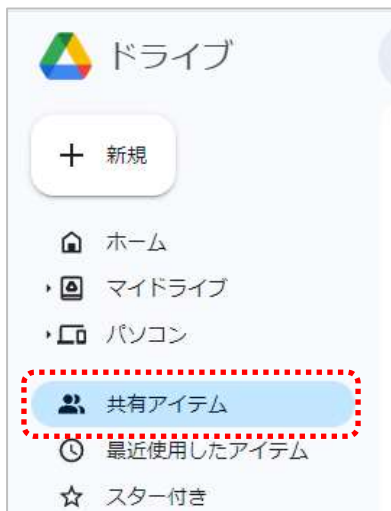 ドライブ
新規
ホーム
マイドライブ
パソコン
共有アイテム
最近使用したアイテム
スター付き